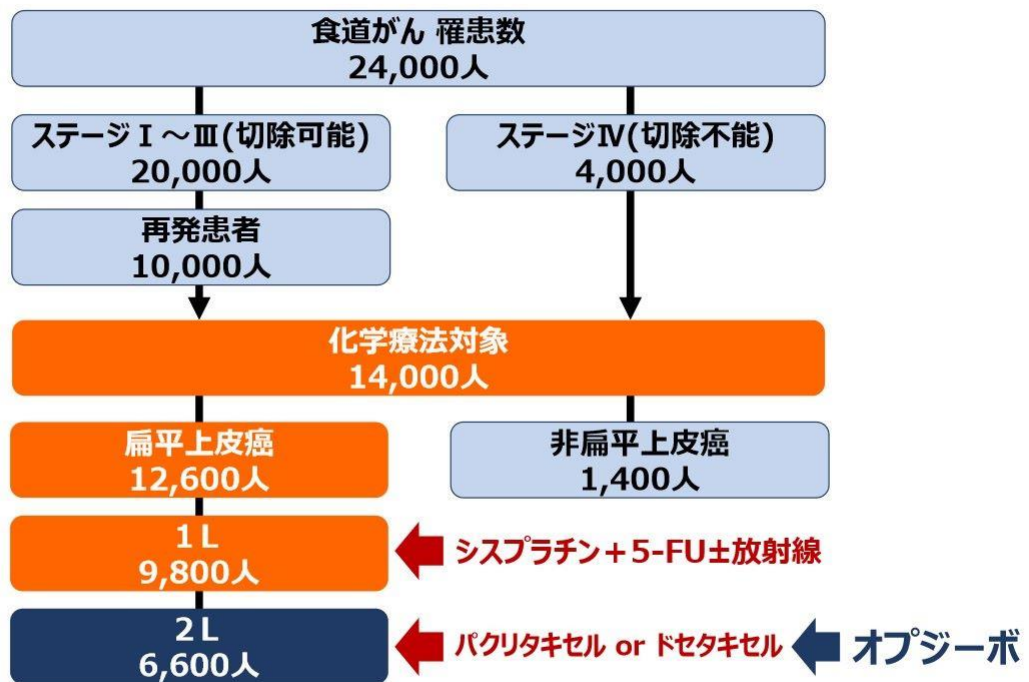 食道がん 罹患数
24,000人
ステージⅠ～Ⅲ(切除可能)
20,000人
ステージⅣ(切除不能)
4,000人
再発患者
10,000人
化学療法対象
14,000人
扁平上皮癌
12,600人
非扁平上皮癌
1,400人
1L
9,800人
シスプラチン+5-FU±放射線
2L
6,600人
パクリタキセル or ドセタキセル
オプジーボ